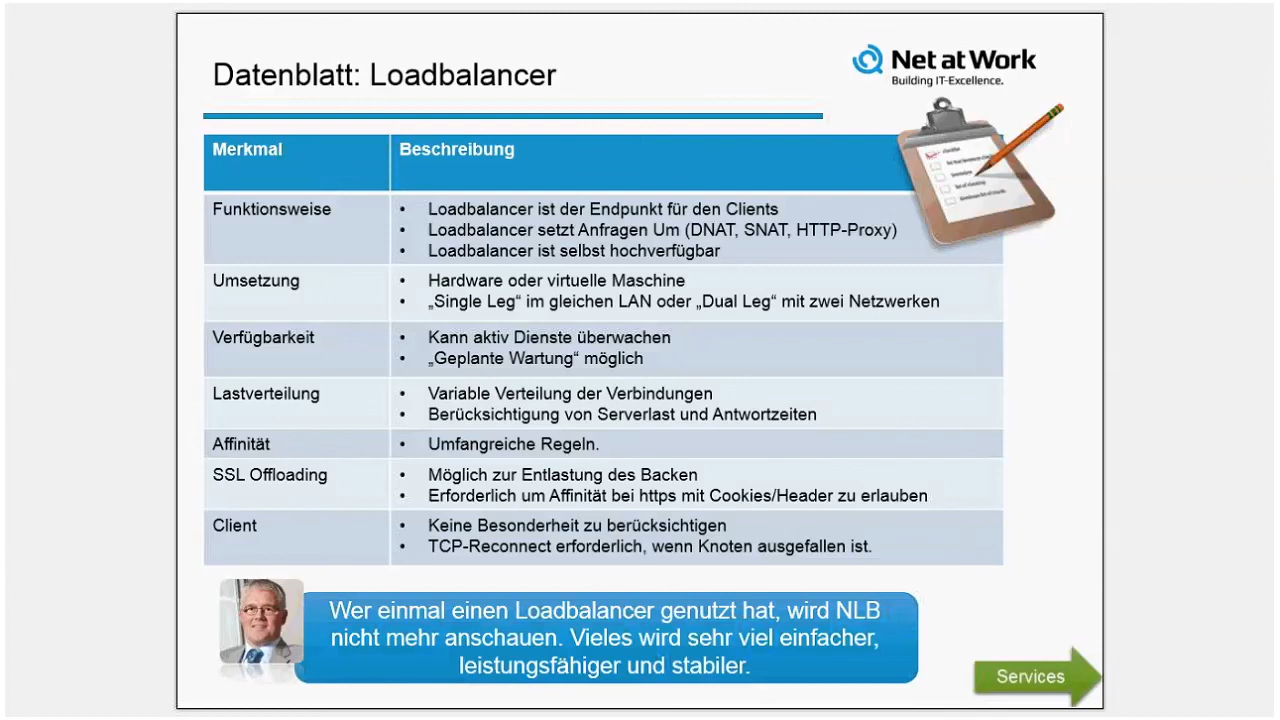 Datenblatt: Loadbalancer
Net at Work
Building IT-Excellence.
Merkmal
Beschreibung
Funktionsweise
• Loadbalancer ist der Endpunkt für den Clients
• Loadbalancer setzt Anfragen Um (DNAT, SNAT, HTTP-Proxy)
• Loadbalancer ist selbst hochverfügbar
Umsetzung
• Hardware oder virtuelle Maschine
• „Single Leg“ im gleichen LAN oder „Dual Leg“ mit zwei Netzwerken
Verfügbarkeit
• Kann aktiv Dienste überwachen
• „Geplante Wartung“ möglich
Lastverteilung
• Variable Verteilung der Verbindungen
• Berücksichtigung von Serverlast und Antwortzeiten
Affinität
• Umfangreiche Regeln.
SSL Offloading
• Möglich zur Entlastung des Backen
• Erforderlich um Affinität bei https mit Cookies/Header zu erlauben
Client
• Keine Besonderheit zu berücksichtigen
• TCP-Reconnect erforderlich, wenn Knoten ausgefallen ist.
Wer einmal einen Loadbalancer genutzt hat, wird NLB
nicht mehr anschauen. Vieles wird sehr viel einfacher,
leistungsfähiger und stabiler.
Services